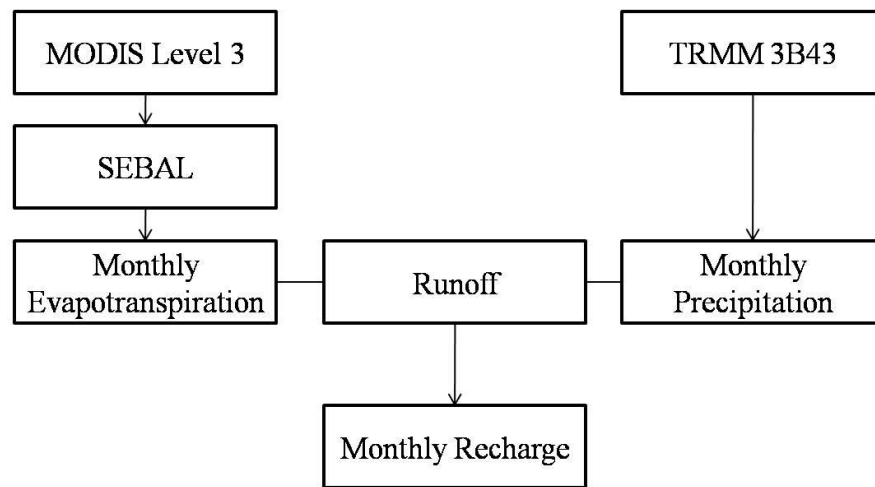 MODIS Level 3
TRMM 3B43
SEBAL
Monthly
Evapotranspiration
Runoff
Monthly
Precipitation
Monthly Recharge